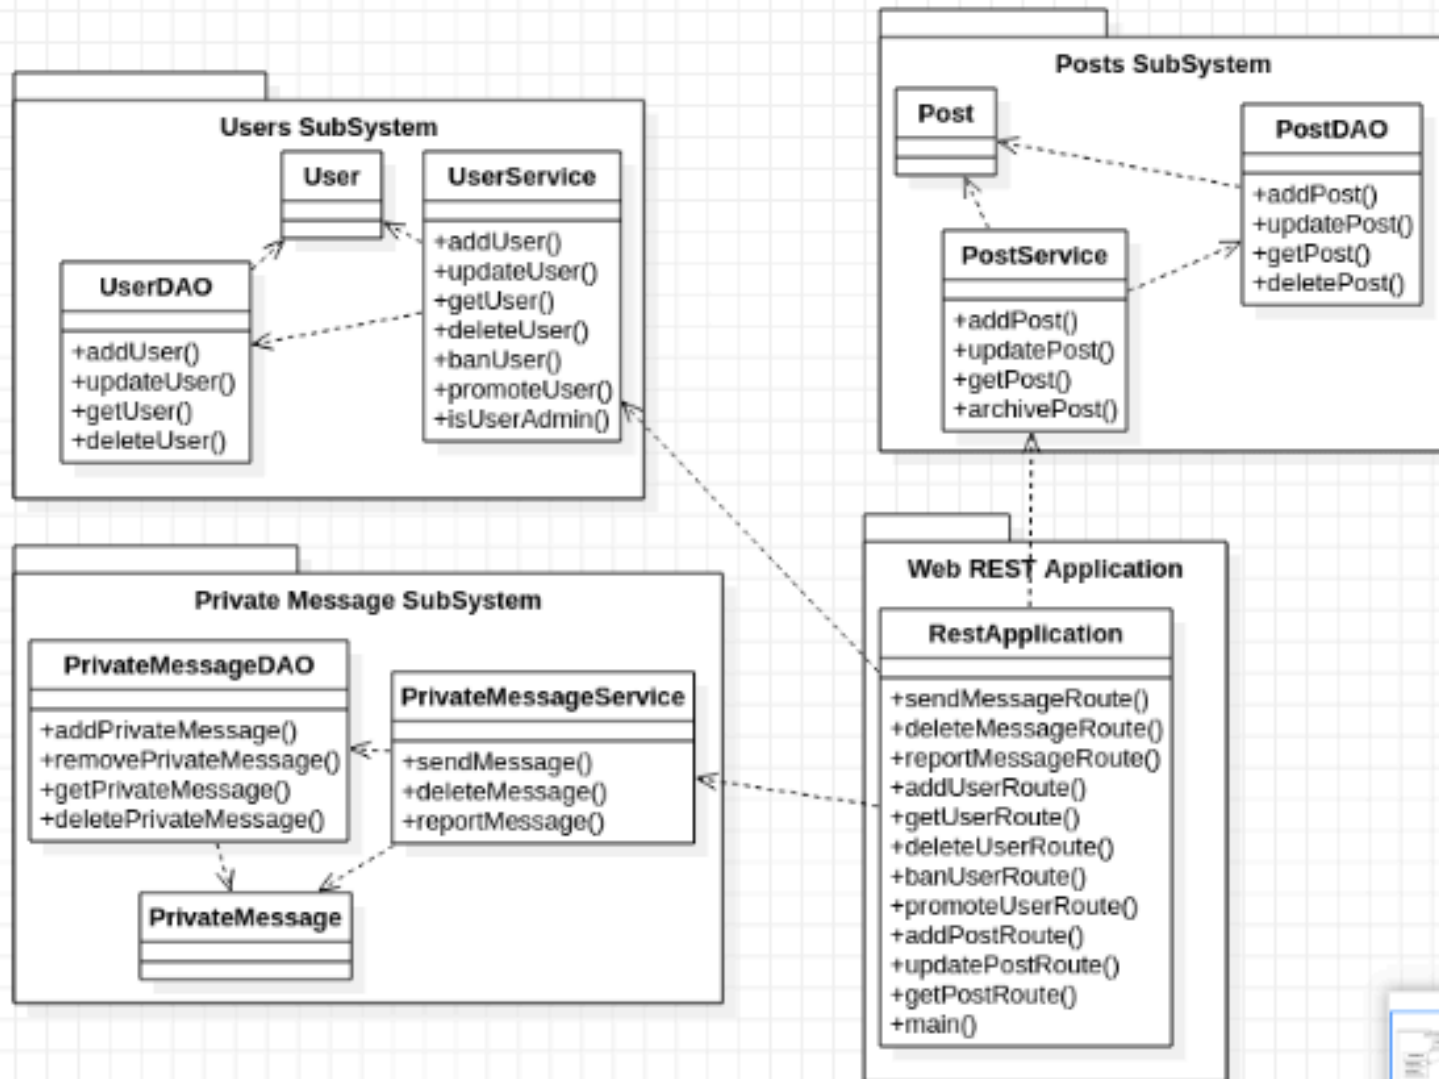 Users SubSystem
User
UserService
+addUser()
+updateUser()
+getUser()
+deleteUser()
+banUser()
+promoteUser()
+isUserAdmin()
UserDAO
+addUser()
+updateUser()
+getUser()
+deleteUser()
Posts SubSystem
Post
PostDAO
+addPost()
+updatePost()
+getPost()
+deletePost()
PostService
+addPost()
+updatePost()
+getPost()
+archivePost()
Private Message SubSystem
PrivateMessageDAO
+addPrivateMessage()
+removePrivateMessage()
+getPrivateMessage()
+deletePrivateMessage()
PrivateMessageService
+sendMessage()
+deleteMessage()
+reportMessage()
PrivateMessage
Web REST Application
RestApplication
+sendMessageRoute()
+deleteMessageRoute()
+reportMessageRoute()
+addUserRoute()
+getUserRoute()
+deleteUserRoute()
+banUserRoute()
+promoteUserRoute()
+addPostRoute()
+updatePostRoute()
+getPostRoute()
+main()